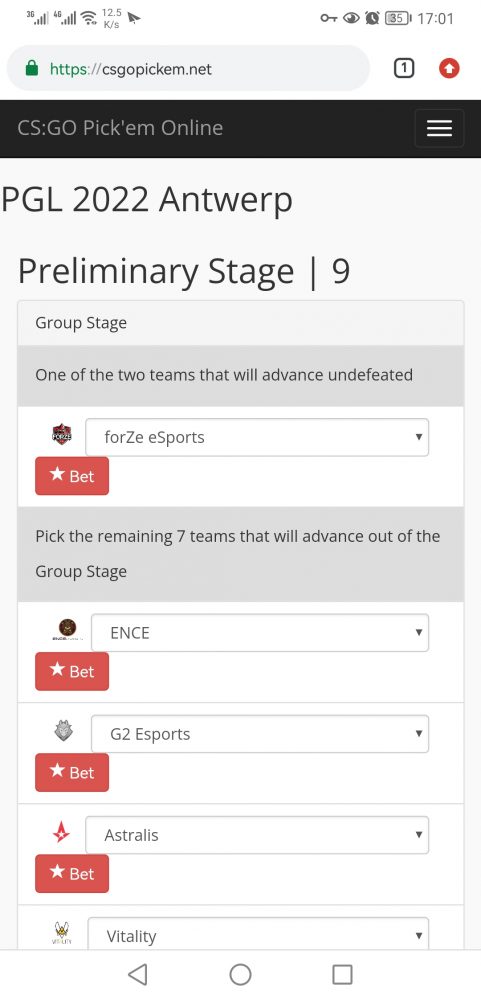 3G 4G 12.5 K/s 35 17:01
https://csgopickem.net 1
CS:GO Pick'em Online
PGL 2022 Antwerp
Preliminary Stage | 9
Group Stage
One of the two teams that will advance undefeated
FORZE forZe eSports
Bet
Pick the remaining 7 teams that will advance out of the
Group Stage
ENCE
Bet
G2 Esports
Bet
Astralis
Bet
VITALITY Vitality